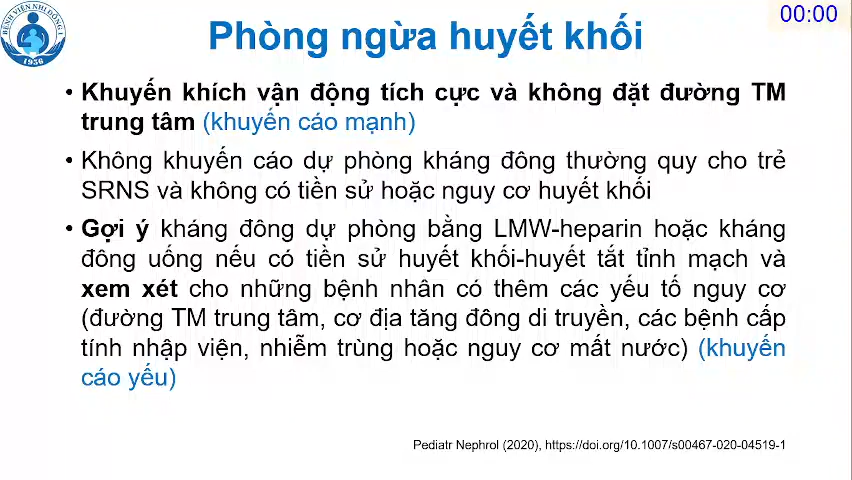 BỆNH VIỆN NHI ĐỒNG 1
1956
00:00
Phòng ngừa huyết khối
• Khuyến khích vận động tích cực và không đặt đường TM
trung tâm (khuyến cáo mạnh)
• Không khuyến cáo dự phòng kháng đông thường quy cho trẻ
SRNS và không có tiền sử hoặc nguy cơ huyết khối
• Gợi ý kháng đông dự phòng bằng LMW-heparin hoặc kháng
đông uống nếu có tiền sử huyết khối-huyết tắt tỉnh mạch và
xem xét cho những bệnh nhân có thêm các yếu tố nguy cơ
(đường TM trung tâm, cơ địa tăng đông di truyền, các bệnh cấp
tính nhập viện, nhiễm trùng hoặc nguy cơ mất nước) (khuyến
cáo yếu)
Pediatr Nephrol (2020), https://doi.org/10.1007/s00467-020-04519-1